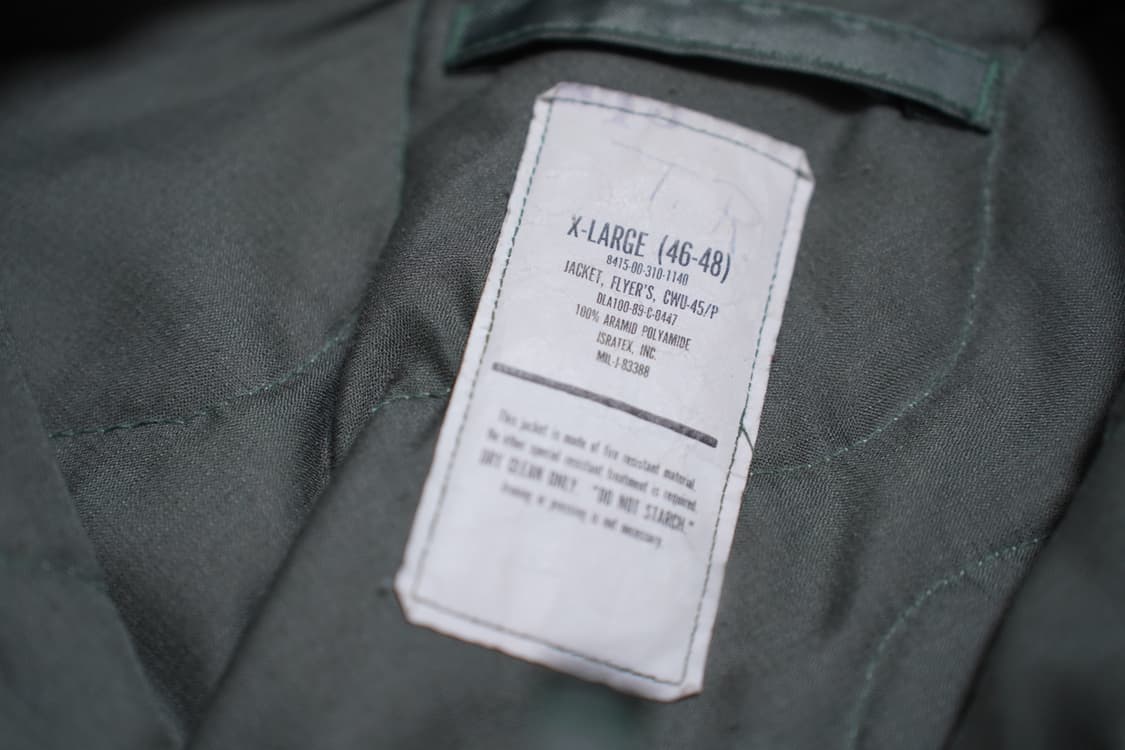 X-LARGE (46-48)
8415-00-310-1140
JACKET, FLYER'S, CWU-45/P
DLA100-89-C-0447
100% ARAMID POLYAMIDE
ISRATEX, INC.
MIL-J-83388
This jacket is made of fire resistant material.
No other special resistant treatment is required.
DRY CLEAN ONLY. "DO NOT STARCH."
Ironing or pressing is not necessary.